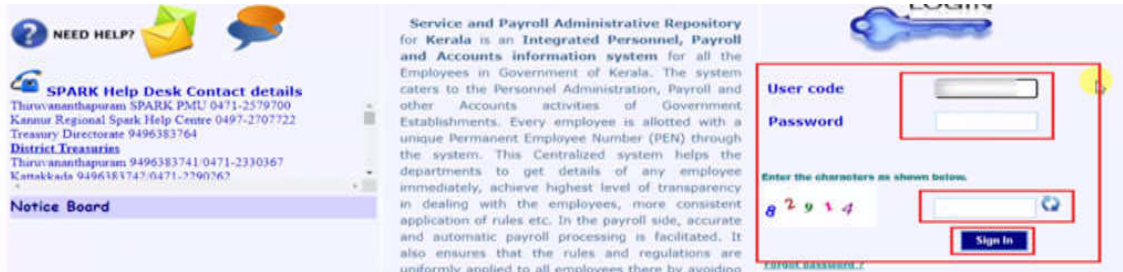 NEED HELP?
SPARK Help Desk Contact details
Thiruvananthapuram SPARK PMU 0471-2579700
Kannur Regional Spark Help Centre 0497-2707722
Treasury Directorate 9496383764
District Treasuries
Thiruvananthapuram 9496383741/0471-2330367
Kattakkada 9496383742/0471-2290262
Notice Board
Service and Payroll Administrative Repository
for Kerala is an Integrated Personnel, Payroll
and Accounts information system for all the
Employees in Government of Kerala. The system
caters to the Personnel Administration, Payroll and
other Accounts activities of Government
Establishments. Every employee is allotted with a
unique Permanent Employee Number (PEN) through
the system. This Centralized system helps the
departments to get details of any employee
immediately, achieve highest level of transparency
in dealing with the employees, more consistent
application of rules etc. In the payroll side, accurate
and automatic payroll processing is facilitated. It
also ensures that the rules and regulations are
uniformly applied to all employees there by avoiding
LOGIN
User code
Password
Enter the characters as shown below.
8 2 9 1 4
Sign In
Forgot password ?